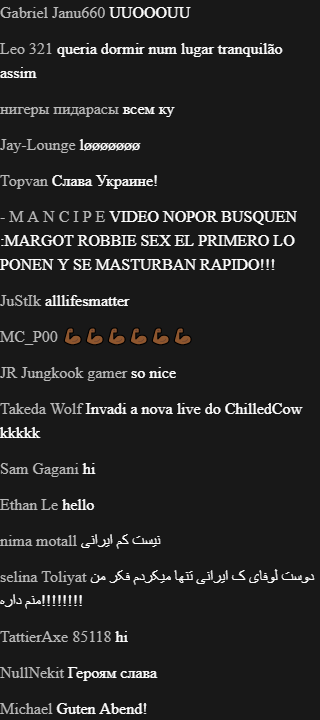 Gabriel Janu660 UUOOOUU
Leo 321 queria dormir num lugar tranquilão
assim
нигеры пидарасы всем ку
Jay-Lounge løøøøøøø
Topvan Слава Украине!
- M A N C I P E VIDEO NOPOR BUSQUEN
:MARGOT ROBBIE SEX EL PRIMERO LO
PONEN Y SE MASTURBAN RAPIDO!!!
JuStIk alllifesmatter
MC_P00 💪🏾💪🏾💪🏾💪🏾💪🏾💪🏾
JR Jungkook gamer so nice
Takeda Wolf Invadi a nova live do ChilledCow
kkkkk
Sam Gagani hi
Ethan Le hello
nima motall نیست کم ایرانی
selina Toliyat دوست لوفای ک ایرانی تنها میکردم فکر من
منم داره!!!!!!!!
TattierAxe 85118 hi
NullNekit Героям слава
Michael Guten Abend!